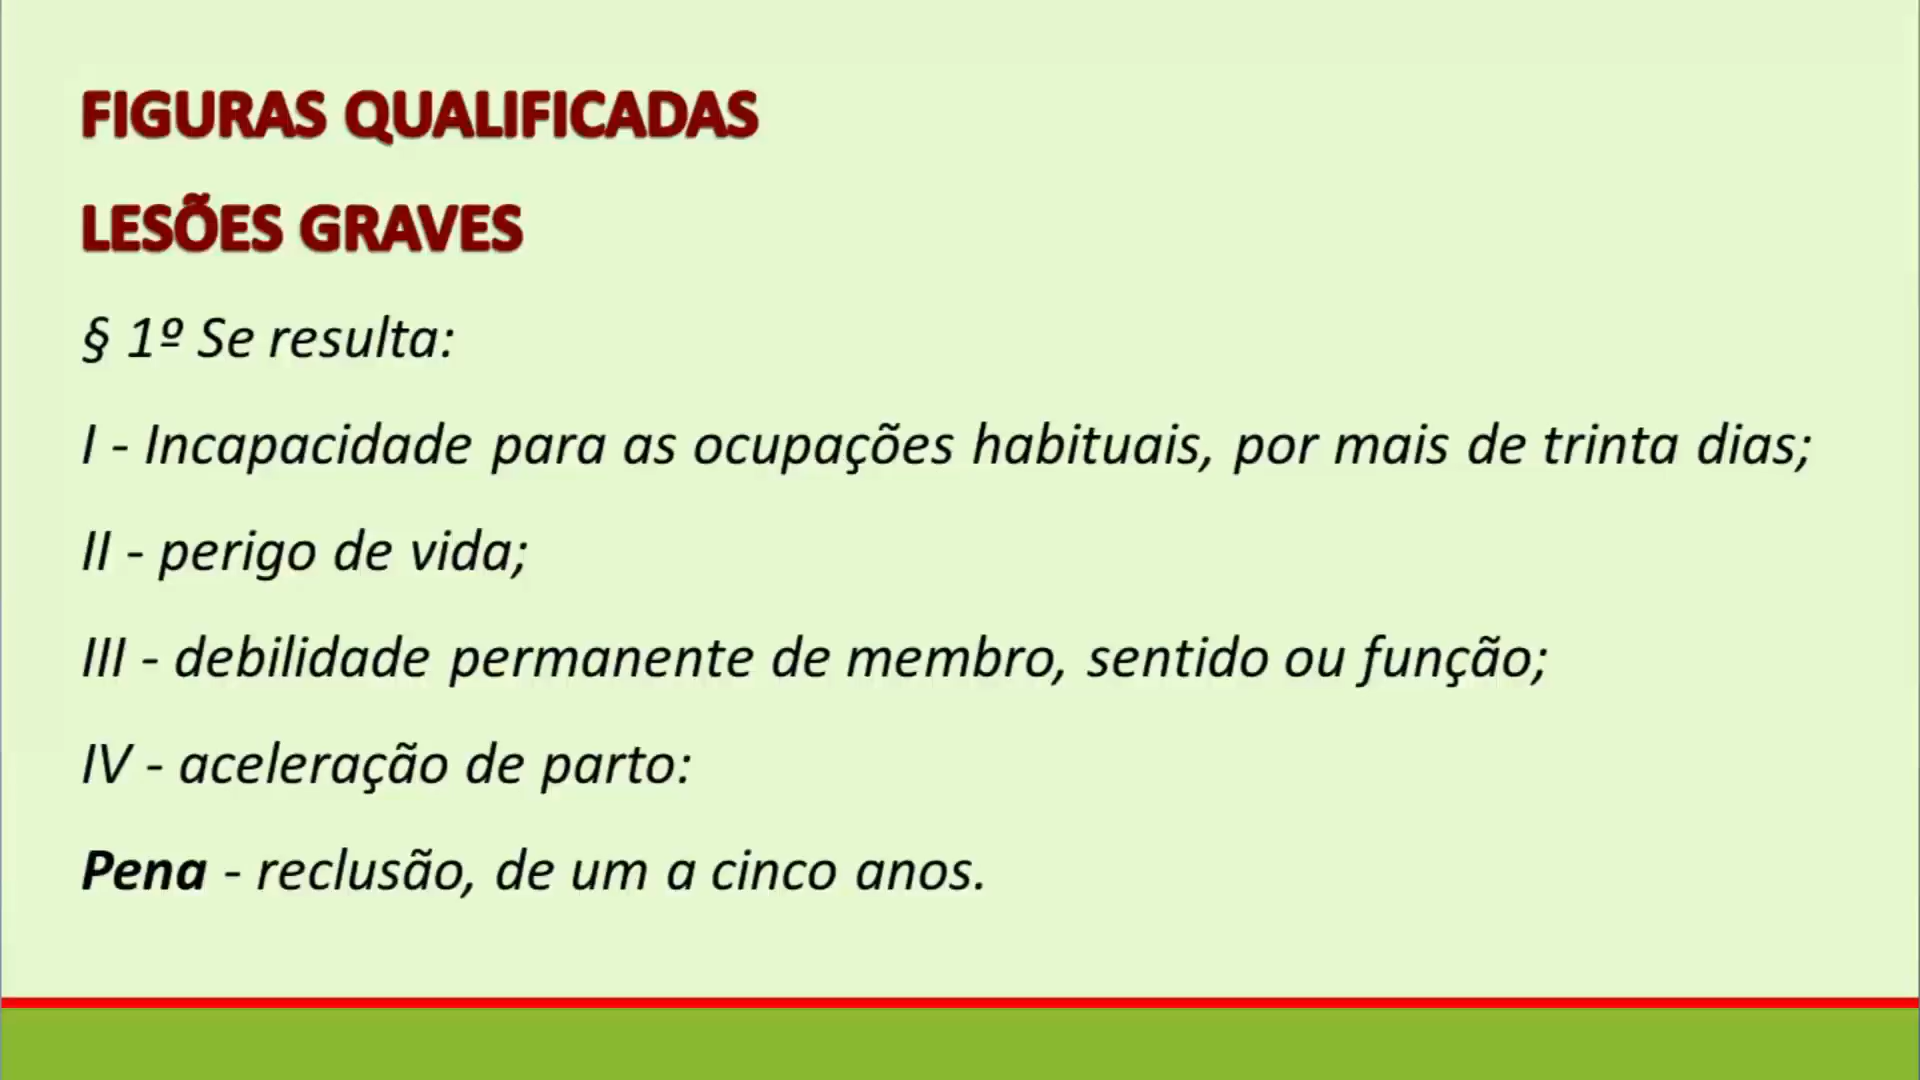 FIGURAS QUALIFICADAS
LESÕES GRAVES
§ 1º Se resulta:
I - Incapacidade para as ocupações habituais, por mais de trinta dias;
II - perigo de vida;
III - debilidade permanente de membro, sentido ou função;
IV - aceleração de parto:
Pena - reclusão, de um a cinco anos.